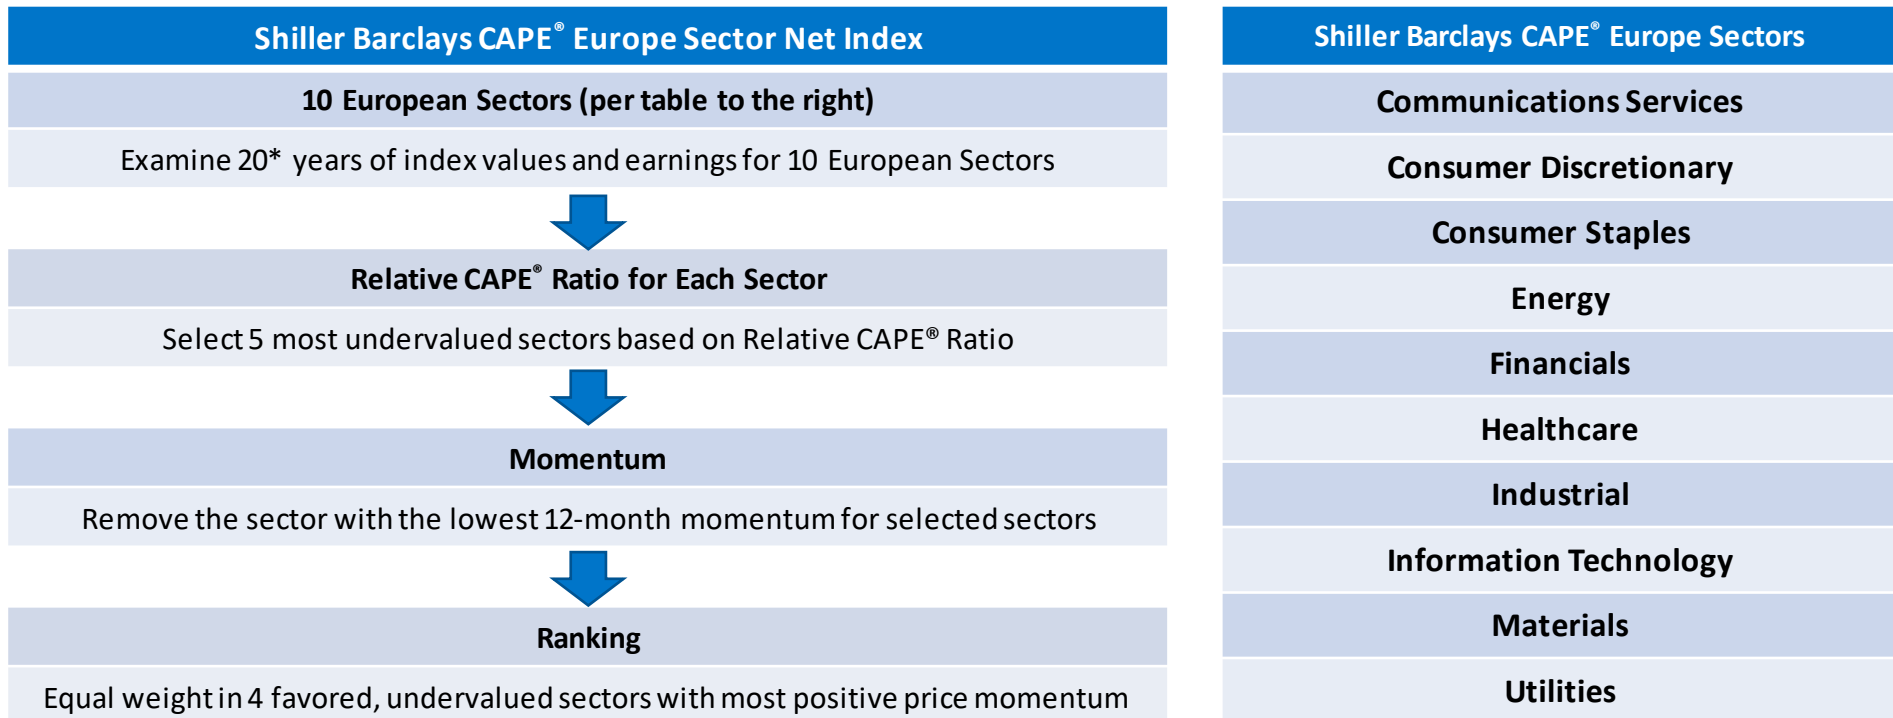 Shiller Barclays CAPE® Europe Sector Net Index
10 European Sectors (per table to the right)
Examine 20* years of index values and earnings for 10 European Sectors
Relative CAPE® Ratio for Each Sector
Select 5 most undervalued sectors based on Relative CAPE® Ratio
Momentum
Remove the sector with the lowest 12-month momentum for selected sectors
Ranking
Equal weight in 4 favored, undervalued sectors with most positive price momentum
Shiller Barclays CAPE® Europe Sectors
Communications Services
Consumer Discretionary
Consumer Staples
Energy
Financials
Healthcare
Industrial
Information Technology
Materials
Utilities